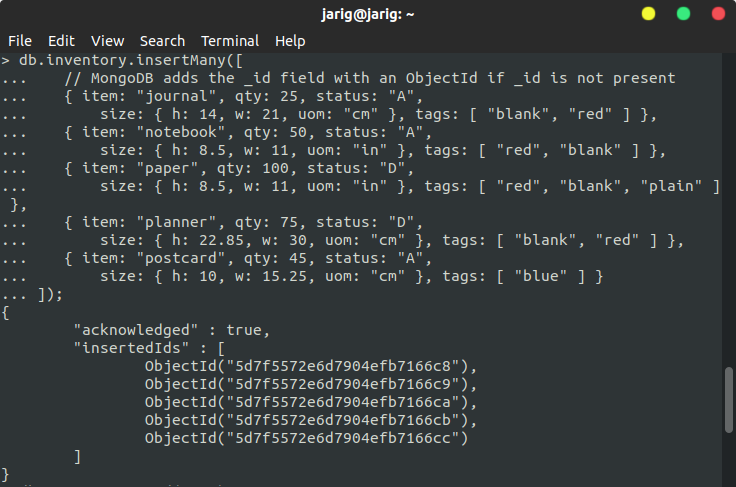 jarig@jarig: ~
File Edit View Search Terminal Help
> db.inventory.insertMany([
...    // MongoDB adds the _id field with an ObjectId if _id is not present
...    { item: "journal", qty: 25, status: "A",
...        size: { h: 14, w: 21, uom: "cm" }, tags: [ "blank", "red" ] },
...    { item: "notebook", qty: 50, status: "A",
...        size: { h: 8.5, w: 11, uom: "in" }, tags: [ "red", "blank" ] },
...    { item: "paper", qty: 100, status: "D",
...        size: { h: 8.5, w: 11, uom: "in" }, tags: [ "red", "blank", "plain" ]
 },
...    { item: "planner", qty: 75, status: "D",
...        size: { h: 22.85, w: 30, uom: "cm" }, tags: [ "blank", "red" ] },
...    { item: "postcard", qty: 45, status: "A",
...        size: { h: 10, w: 15.25, uom: "cm" }, tags: [ "blue" ] }
... ]);
{
        "acknowledged" : true,
        "insertedIds" : [
                ObjectId("5d7f5572e6d7904efb7166c8"),
                ObjectId("5d7f5572e6d7904efb7166c9"),
                ObjectId("5d7f5572e6d7904efb7166ca"),
                ObjectId("5d7f5572e6d7904efb7166cb"),
                ObjectId("5d7f5572e6d7904efb7166cc")
        ]
}